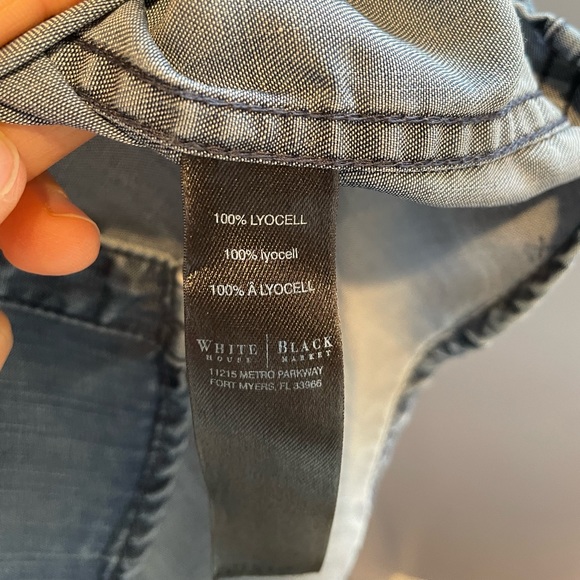 100% LYOCELL
100% lyocell
100% Â LYOCELL
WHITE | BLACK
HOUSE MARKET
11215 METRO PARKWAY
FORT MYERS, FL 33966